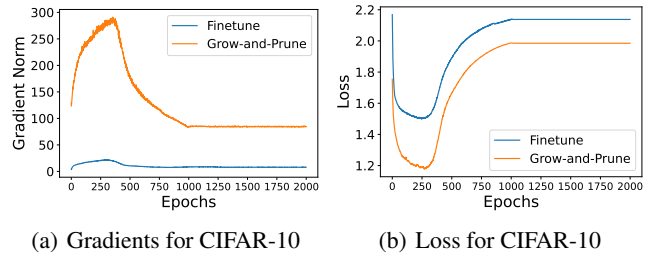 300
250
200
150
100
50
0
Gradient Norm
Finetune
Grow-and-Prune
0 250 500 750 1000 1250 1500 1750 2000
Epochs
(a) Gradients for CIFAR-10
2.2
2.0
1.8
1.6
1.4
1.2
Loss
Finetune
Grow-and-Prune
0 250 500 750 1000 1250 1500 1750 2000
Epochs
(b) Loss for CIFAR-10